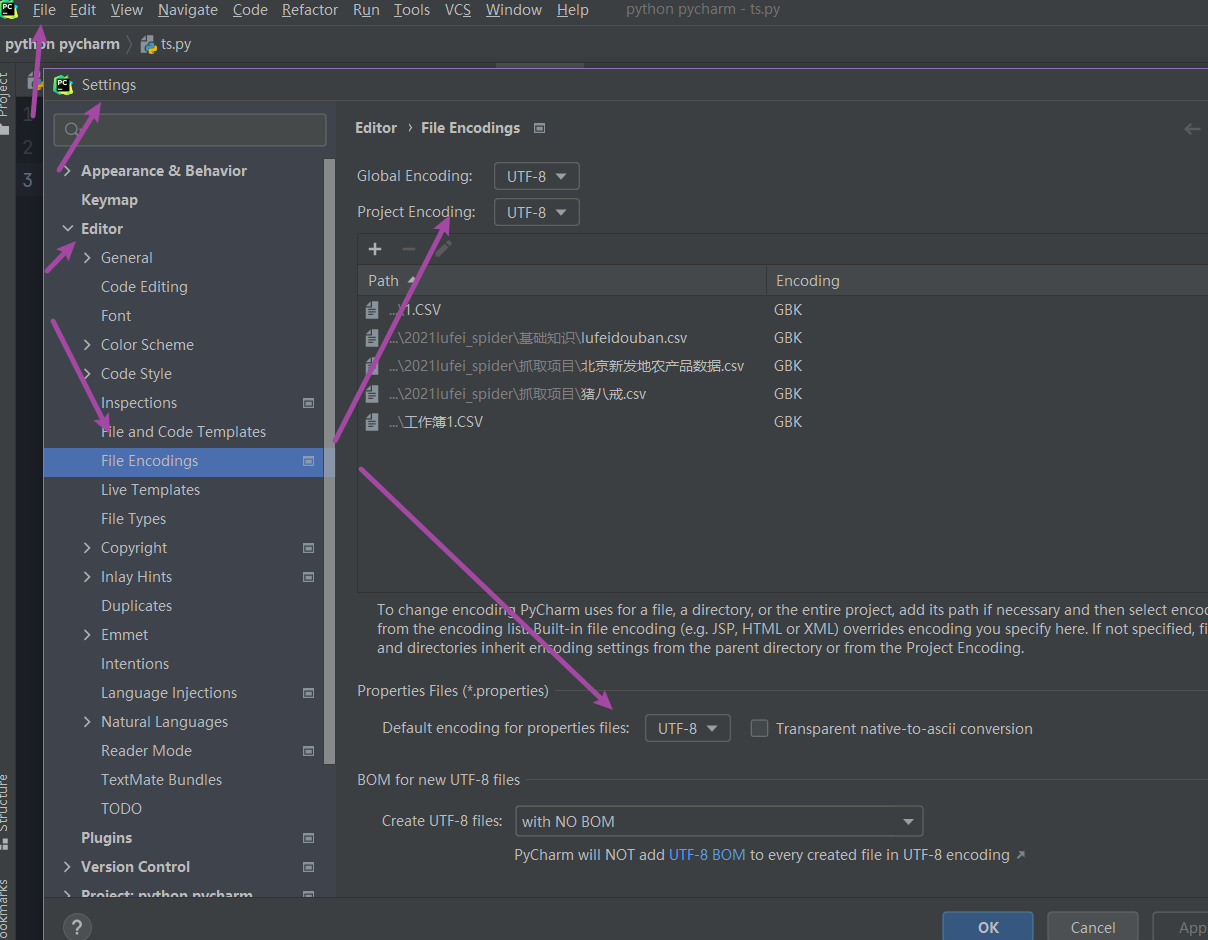 File Edit View Navigate Code Refactor Run Tools VCS Window Help python pycharm - ts.py
python pycharm ts.py
Project
1
2
3
Settings
Appearance & Behavior
Keymap
Editor
General
Code Editing
Font
Color Scheme
Code Style
Inspections
File and Code Templates
File Encodings
Live Templates
File Types
Copyright
Inlay Hints
Duplicates
Emmet
Intentions
Language Injections
Natural Languages
Reader Mode
TextMate Bundles
TODO
Plugins
Version Control
Project: python pycharm
Editor › File Encodings
Global Encoding: UTF-8
Project Encoding: UTF-8
Path Encoding
...\1.CSV GBK
...\2021lufei_spider\基础知识\lufeidouban.csv GBK
...\2021lufei_spider\抓取项目\北京新发地农产品数据.csv GBK
...\2021lufei_spider\抓取项目\猪八戒.csv GBK
...\工作簿1.CSV GBK
To change encoding PyCharm uses for a file, a directory, or the entire project, add its path if necessary and then select
from the encoding list. Built-in file encoding (e.g. JSP, HTML or XML) overrides encoding you specify here. If not specified,
and directories inherit encoding settings from the parent directory or from the Project Encoding.
Properties Files (*.properties)
Default encoding for properties files: UTF-8 Transparent native-to-ascii conversion
BOM for new UTF-8 files
Create UTF-8 files: with NO BOM
PyCharm will NOT add UTF-8 BOM to every created file in UTF-8 encoding
Structure
? OK Cancel